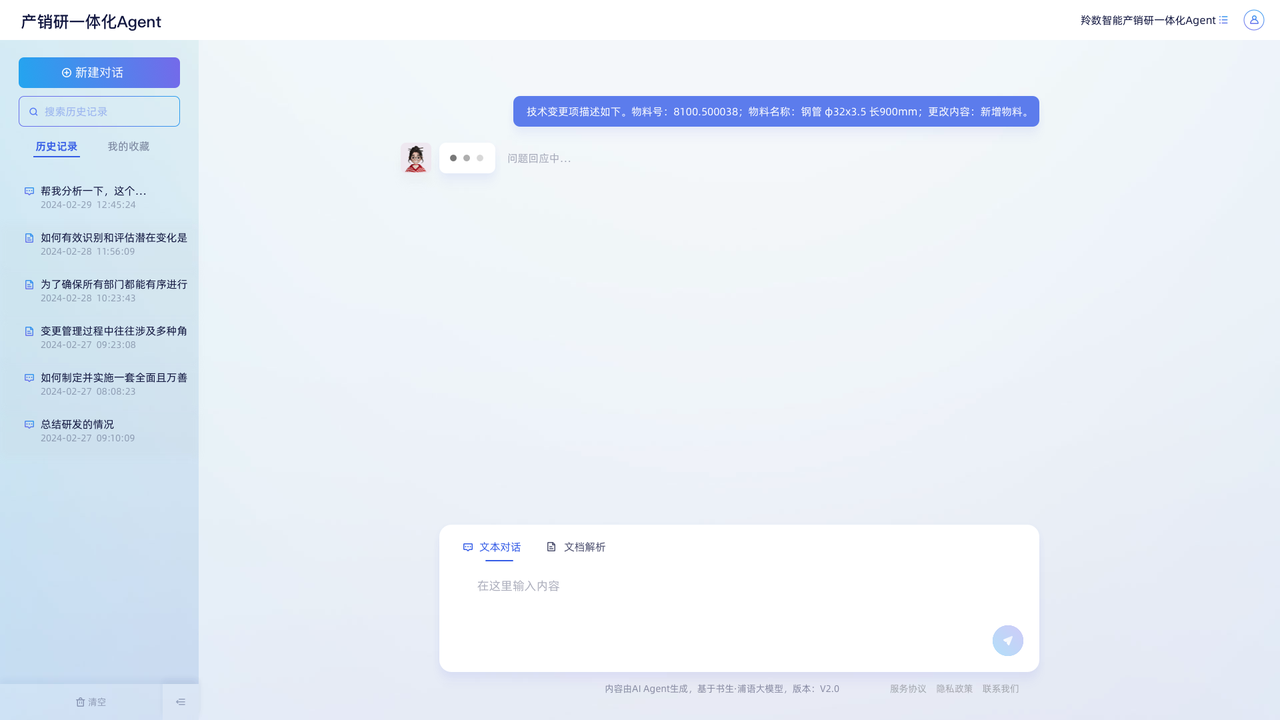 产销研一体化Agent
羚数智能产销研一体化Agent
新建对话
搜索历史记录
历史记录 我的收藏
帮我分析一下，这个...
2024-02-29 12:45:24
如何有效识别和评估潜在变化是
2024-02-28 11:56:09
为了确保所有部门都能有序进行
2024-02-28 10:23:43
变更管理过程中往往涉及多种角
2024-02-27 09:23:08
如何制定并实施一套全面且万善
2024-02-27 08:08:23
总结研发的情况
2024-02-27 09:10:09
清空
技术变更项描述如下。物料号：8100.500038；物料名称：钢管 φ32x3.5 长900mm；更改内容：新增物料。
问题回应中...
文本对话 文档解析
在这里输入内容
内容由AI Agent生成，基于书生·浦语大模型，版本：V2.0 服务协议 隐私政策 联系我们